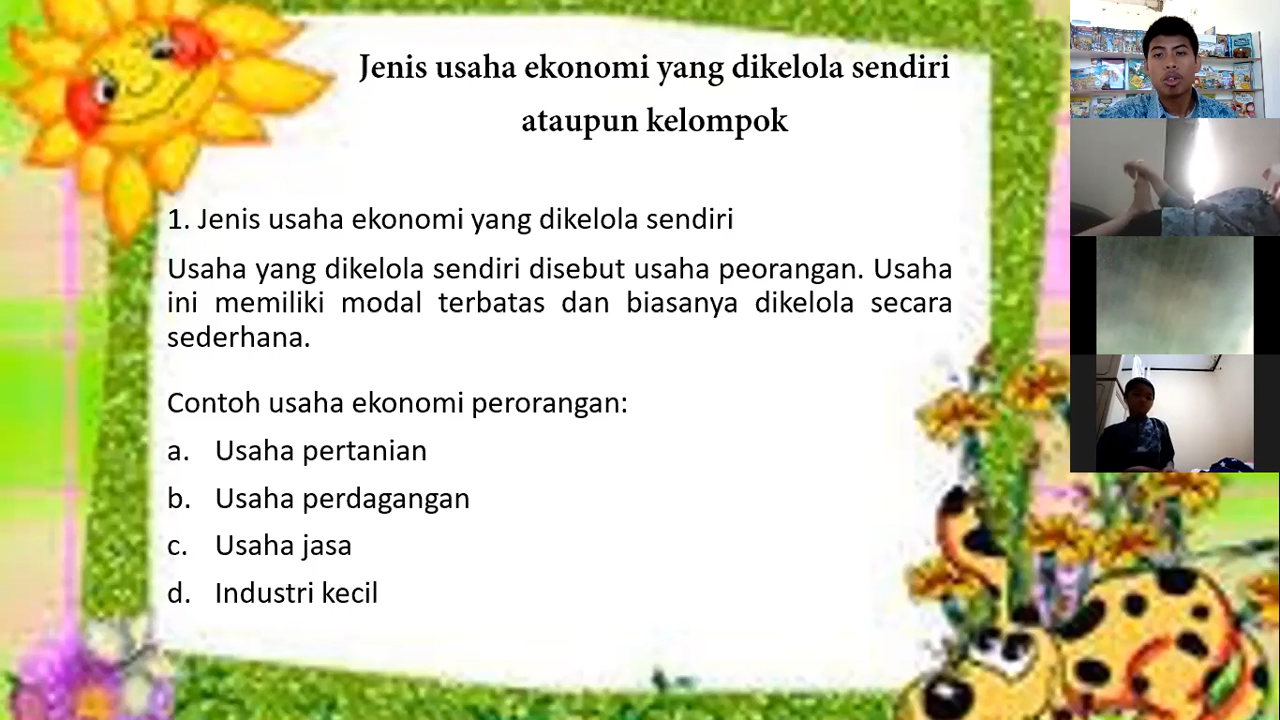 Jenis usaha ekonomi yang dikelola sendiri
ataupun kelompok
1. Jenis usaha ekonomi yang dikelola sendiri
Usaha yang dikelola sendiri disebut usaha peorangan. Usaha
ini memiliki modal terbatas dan biasanya dikelola secara
sederhana.
Contoh usaha ekonomi perorangan:
a. Usaha pertanian
b. Usaha perdagangan
c. Usaha jasa
d. Industri kecil